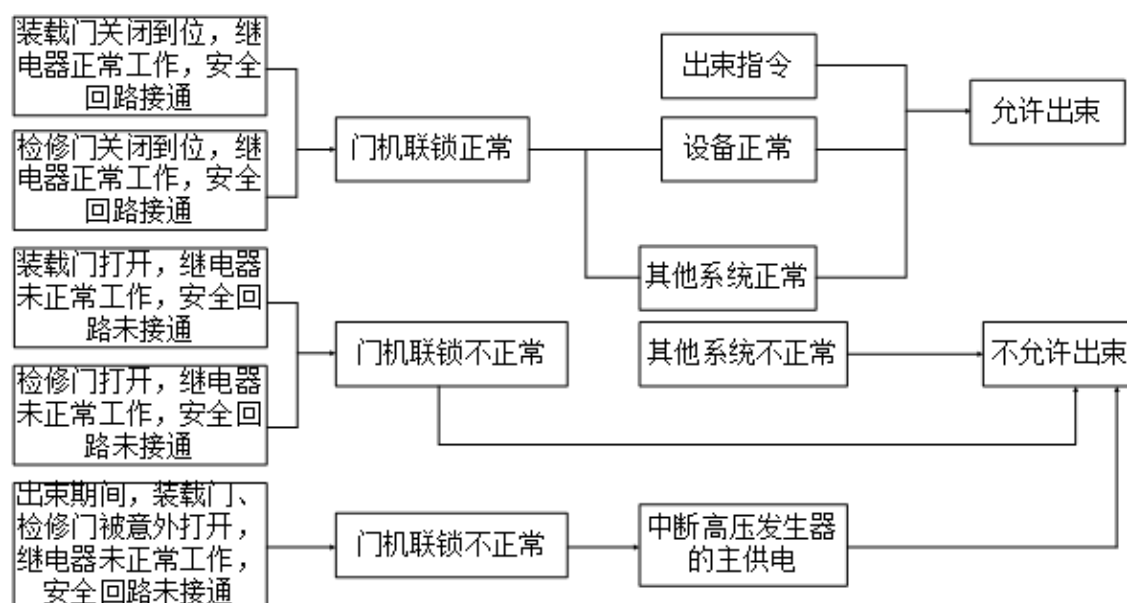 装载门关闭到位，继
电器正常工作，安全
回路接通
检修门关闭到位，继
电器正常工作，安全
回路接通
门机联锁正常
出束指令
设备正常
其他系统正常
允许出束
装载门打开，继电器
未正常工作，安全回
路未接通
检修门打开，继电器
未正常工作，安全回
路未接通
门机联锁不正常
其他系统不正常
不允许出束
出束期间，装载门、
检修门被意外打开，
继电器未正常工作，
安全回路未接通
门机联锁不正常
中断高压发生器
的主供电